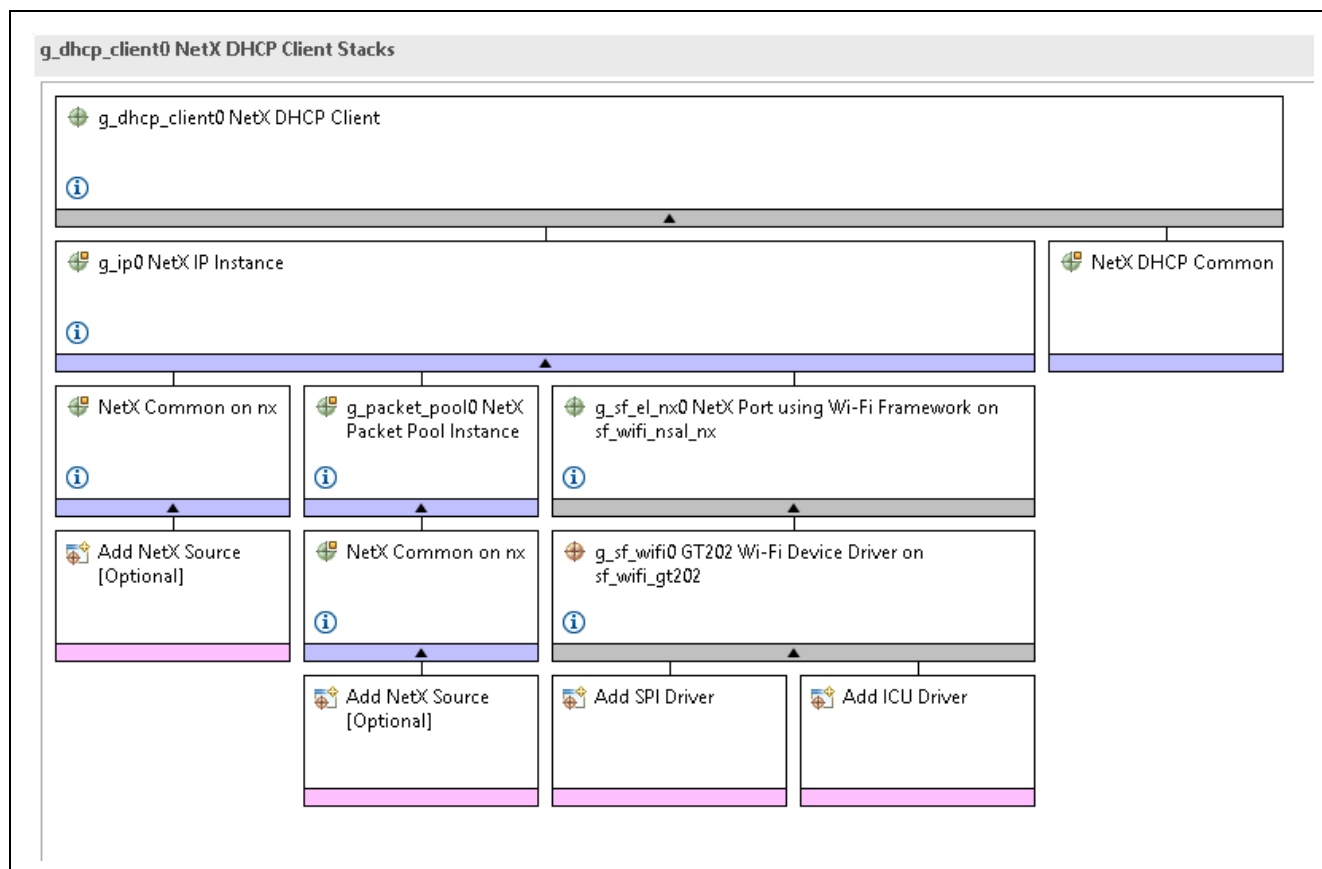 g_dhcp_client0 NetX DHCP Client Stacks
g_dhcp_client0 NetX DHCP Client
g_ip0 NetX IP Instance
NetX DHCP Common
NetX Common on nx
g_packet_pool0 NetX
Packet Pool Instance
g_sf_el_nx0 NetX Port using Wi-Fi Framework on
sf_wifi_nsal_nx
Add NetX Source
[Optional]
NetX Common on nx
g_sf_wifi0 GT202 Wi-Fi Device Driver on
sf_wifi_gt202
Add NetX Source
[Optional]
Add SPI Driver
Add ICU Driver